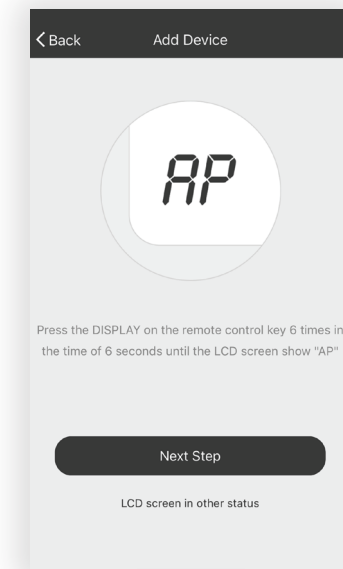 Back
Add Device
AP
Press the DISPLAY on the remote control key 6 times in
the time of 6 seconds until the LCD screen show "AP"
Next Step
LCD screen in other status